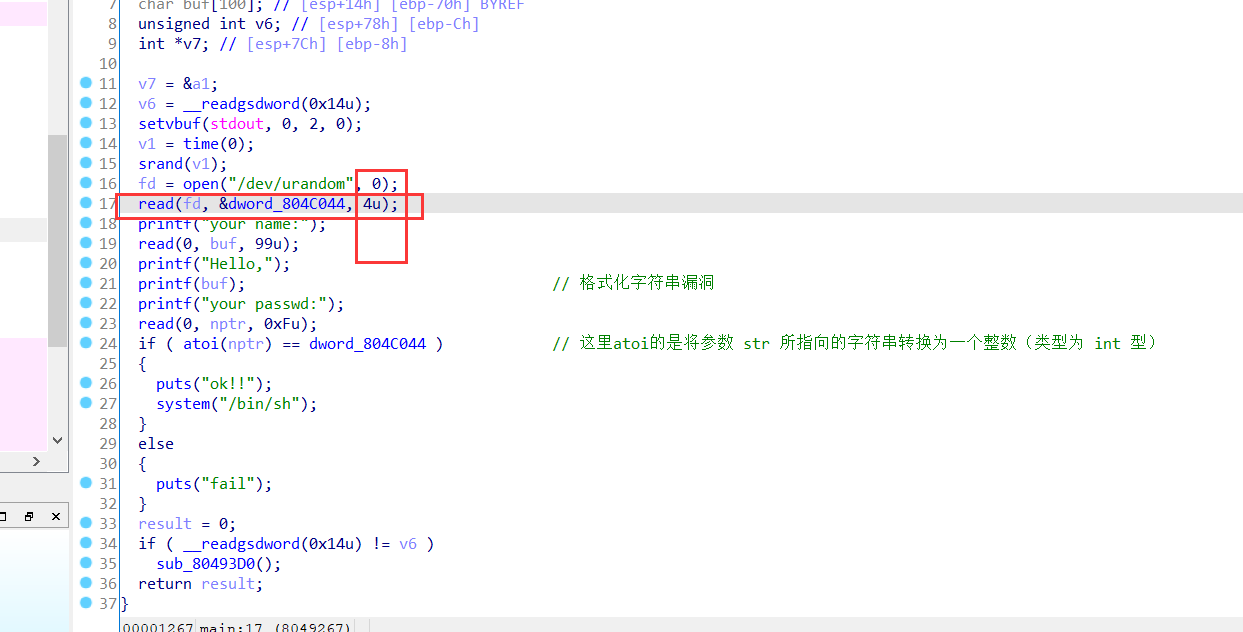 7 char buf[100]; // [esp+14h] [ebp-70h] BYREF
8 unsigned int v6; // [esp+78h] [ebp-Ch]
9 int *v7; // [esp+7Ch] [ebp-8h]
10
11 v7 = &a1;
12 v6 = __readgsdword(0x14u);
13 setvbuf(stdout, 0, 2, 0);
14 v1 = time(0);
15 srand(v1);
16 fd = open("/dev/urandom", 0);
17 read(fd, &dword_804C044, 4u);
18 printf("your name:");
19 read(0, buf, 99u);
20 printf("Hello,");
21 printf(buf); // 格式化字符串漏洞
22 printf("your passwd:");
23 read(0, nptr, 0xFu);
24 if ( atoi(nptr) == dword_804C044 ) // 这里atoi的是将参数 str 所指向的字符串转换为一个整数（类型为 int 型）
25 {
26 puts("ok!!");
27 system("/bin/sh");
28 }
29 else
30 {
31 puts("fail");
32 }
33 result = 0;
34 if ( __readgsdword(0x14u) != v6 )
35 sub_80493D0();
36 return result;
37 }
00001267 main:17 (8049267)